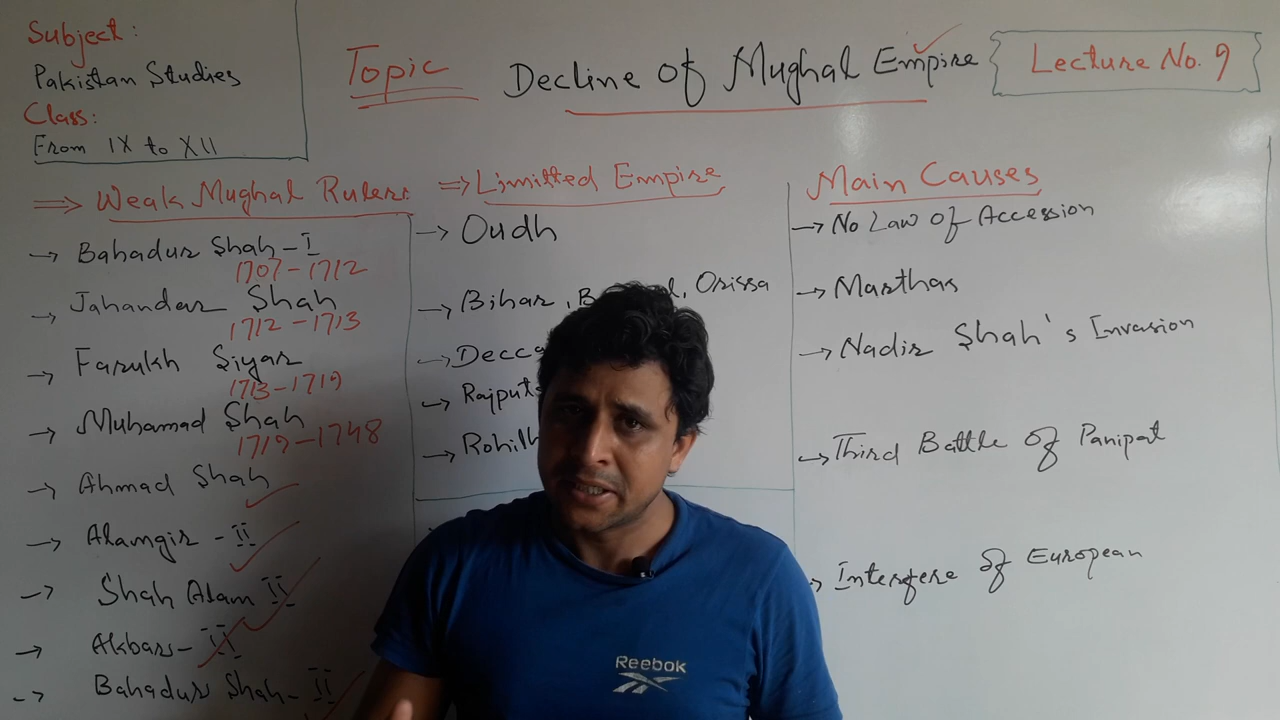 Subject:
Pakistan Studies
Class:
From IX to XII
Topic
Decline of Mughal Empire
Lecture No. 9
=> Weak Mughal Rulers
→ Bahadur Shah-I
1707-1712
→ Jahandar Shah
1712-1713
→ Farukh Siyar
1713-1719
→ Muhamad Shah
1719-1748
→ Ahmad Shah
→ Alamgir - II
→ Shah Alam II
→ Akbar - II
→ Bahadur Shah - II
=> Limitted Empire
→ Oudh
→ Bihar, Orissa
→ Decca
→ Rajputs
→ Rohilh
Main Causes
→ No Law of Accession
→ Marthas
→ Nadir Shah's Invasion
→ Third Battle of Panipat
→ Interfere of European
Reebok